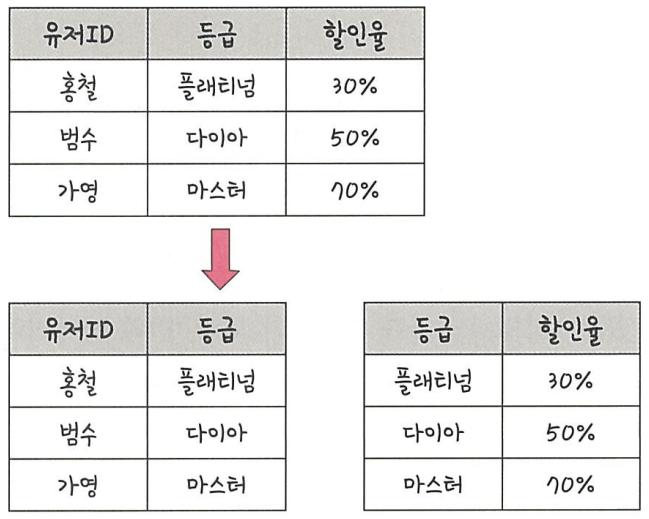 유저ID 등급 할인율
홍철 플래티넘 30%
범수 다이아 50%
가영 마스터 70%
유저ID 등급
홍철 플래티넘
범수 다이아
가영 마스터
등급 할인율
플래티넘 30%
다이아 50%
마스터 70%